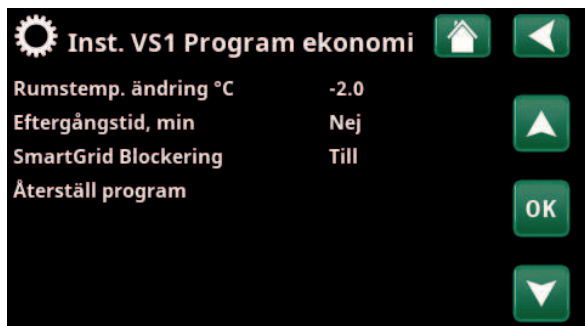 Inst. VS1 Program ekonomi
Rumstemp. ändring °C -2.0
Eftergångstid, min Nej
SmartGrid Blockering Till
Återställ program
OK